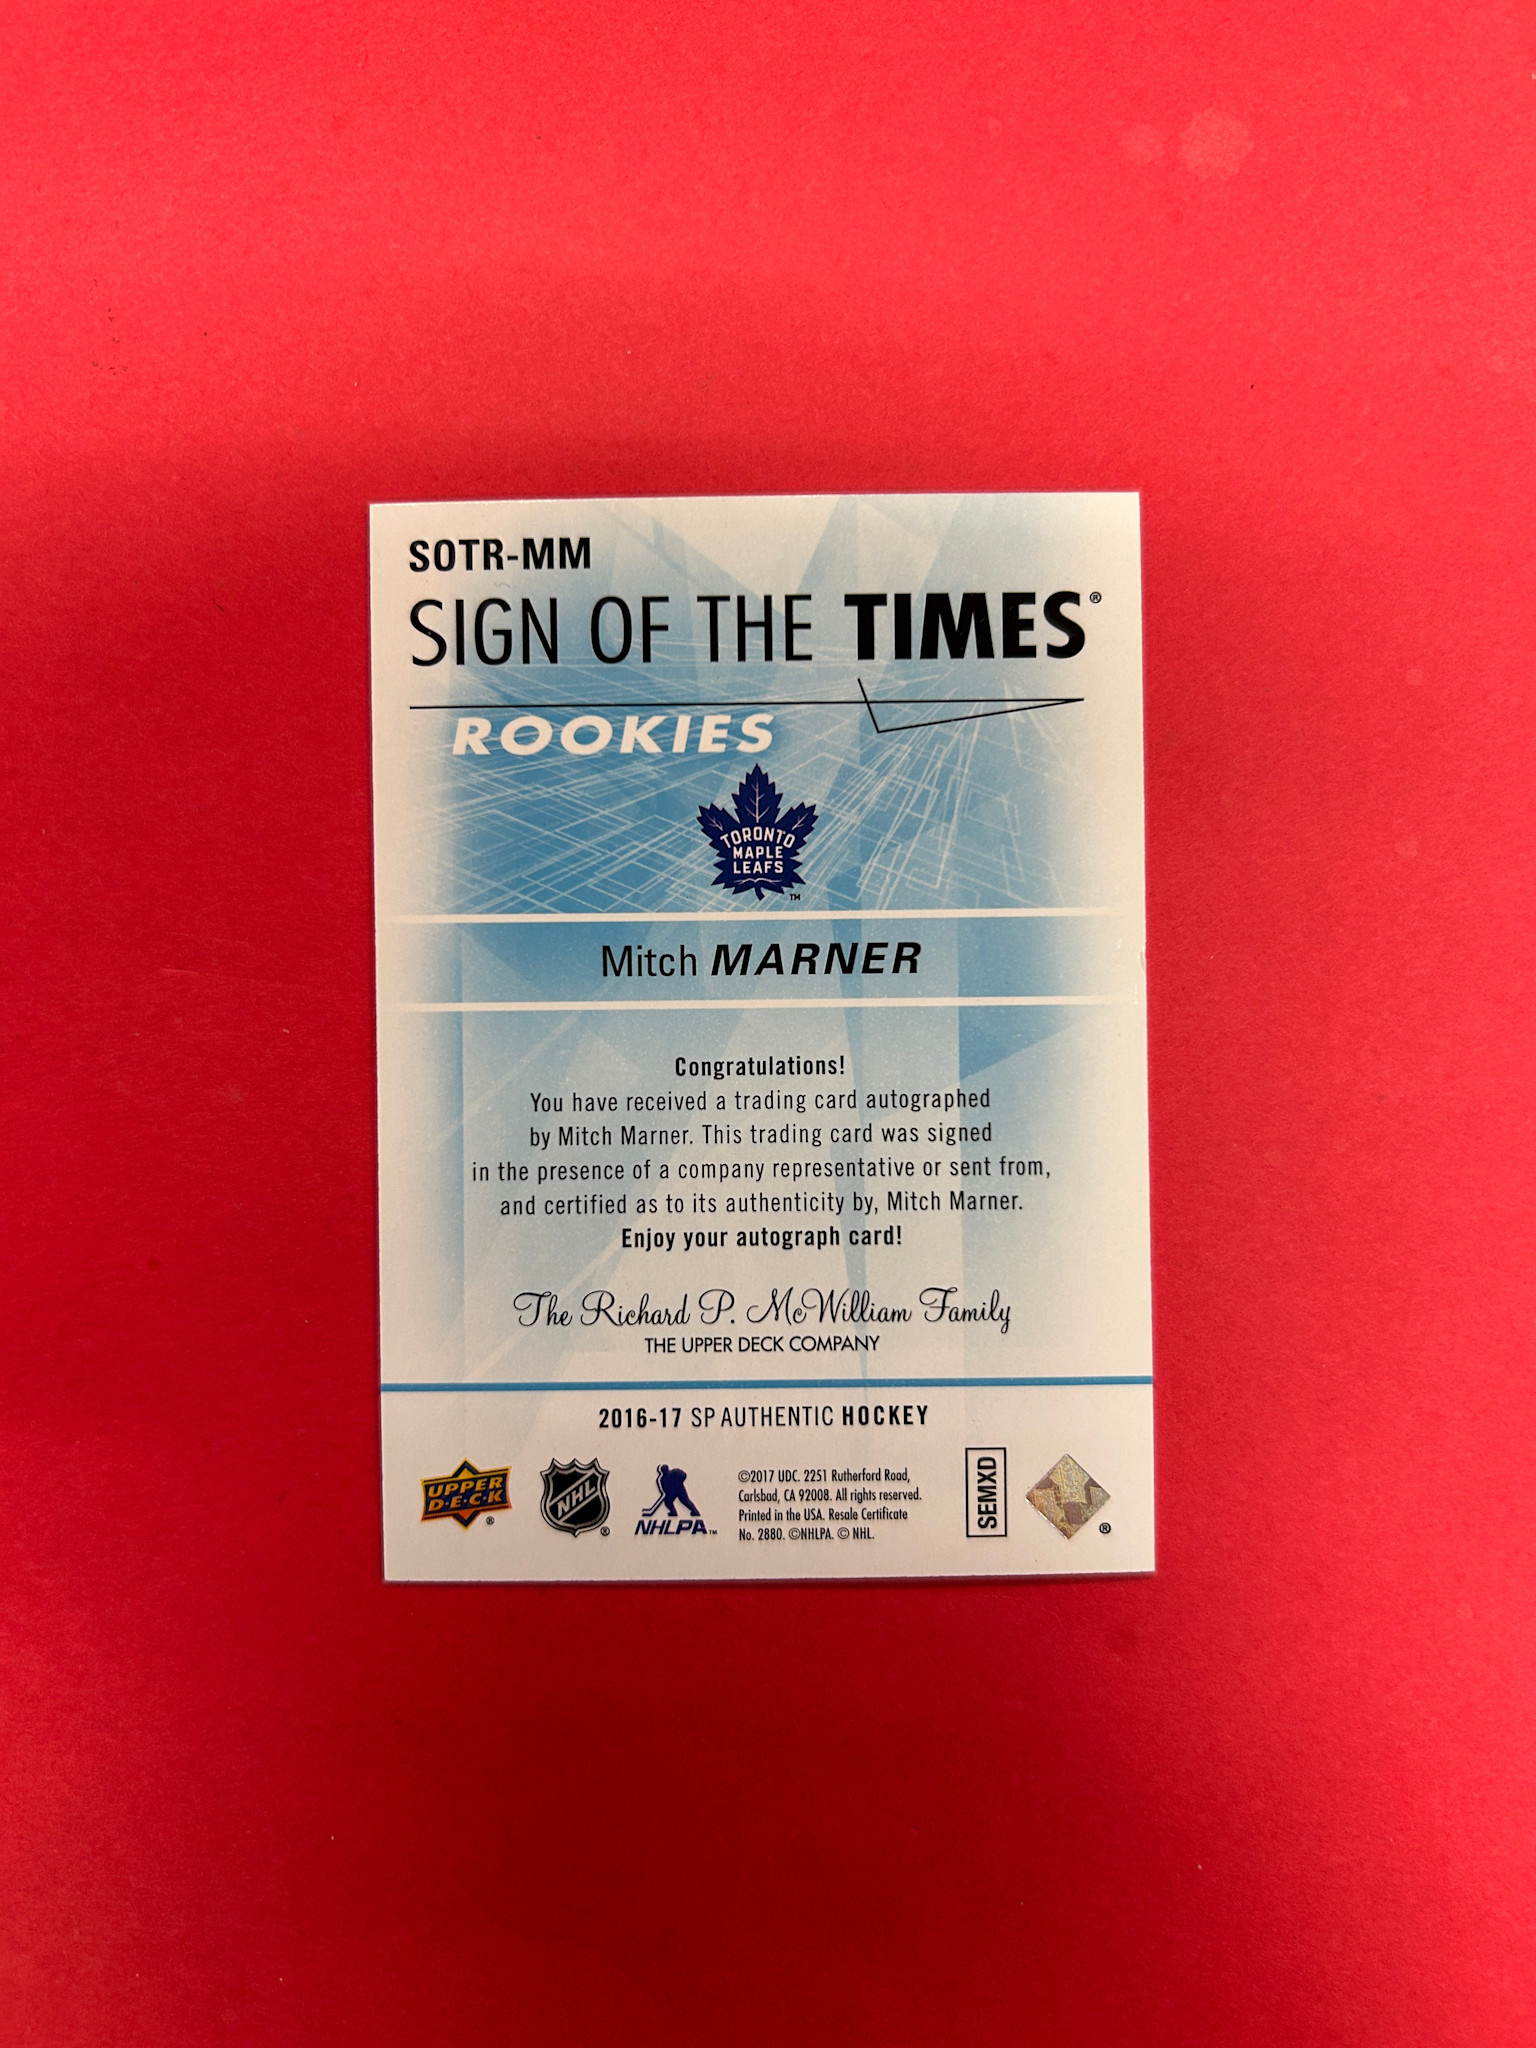 SOTR-MM
SIGN OF THE TIMES®
ROOKIES
TORONTO
MAPLE
LEAFS
TM
Mitch MARNER
Congratulations!
You have received a trading card autographed
by Mitch Marner. This trading card was signed
in the presence of a company representative or sent from,
and certified as to its authenticity by, Mitch Marner.
Enjoy your autograph card!
The Richard P. McWilliam Family
THE UPPER DECK COMPANY
2016-17 SP AUTHENTIC HOCKEY
UPPER
D·E·C·K
®
NHL
®
NHLPA™
©2017 UDC. 2251 Rutherford Road,
Carlsbad, CA 92008. All rights reserved.
Printed in the USA. Resale Certificate
No. 2880. ©NHLPA. © NHL.
SEMXD
®